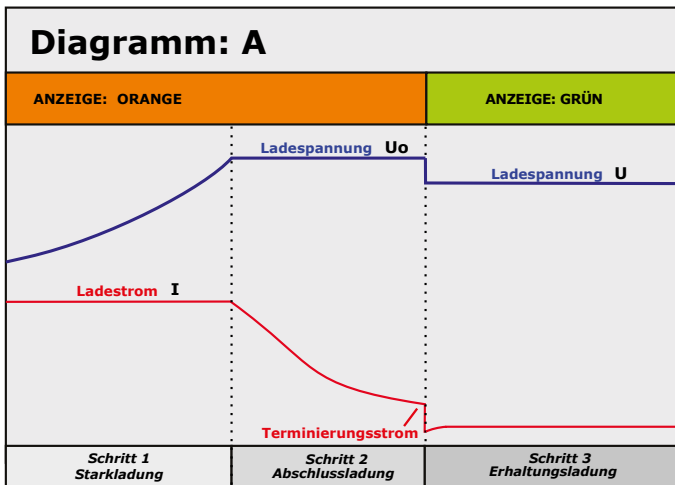 Diagramm: A
ANZEIGE: ORANGE
ANZEIGE: GRÜN
Ladespannung Uo
Ladespannung U
Ladestrom I
Terminierungsstrom
Schritt 1
Starkladung
Schritt 2
Abschlussladung
Schritt 3
Erhaltungsladung